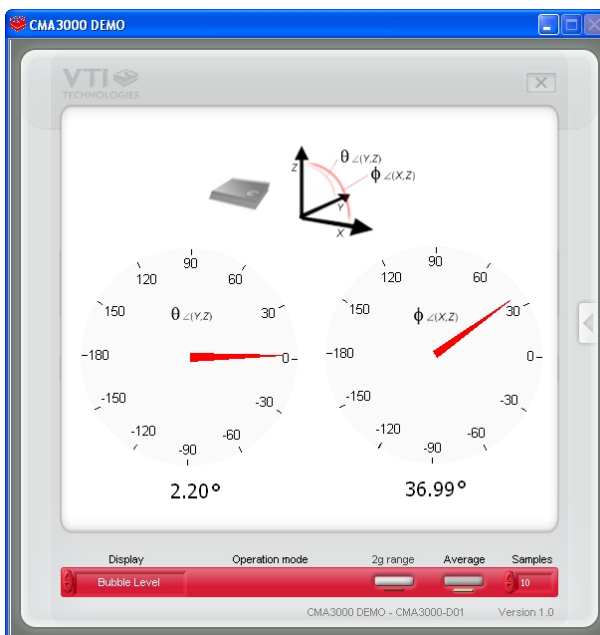 CMA3000 DEMO
VTI
TECHNOLOGIES
Z
θ ∠(Y,Z)
ϕ ∠(X,Z)
Y
X
90
120
60
150
θ ∠(Y,Z)
30
-180
0
-150
-30
-120
-60
-90
2.20°
90
120
60
150
ϕ ∠(X,Z)
30
-180
0
-150
-30
-120
-60
-90
36.99°
Display Operation mode 2g range Average Samples
Bubble Level 10
CMA3000 DEMO - CMA3000-D01 Version 1.0